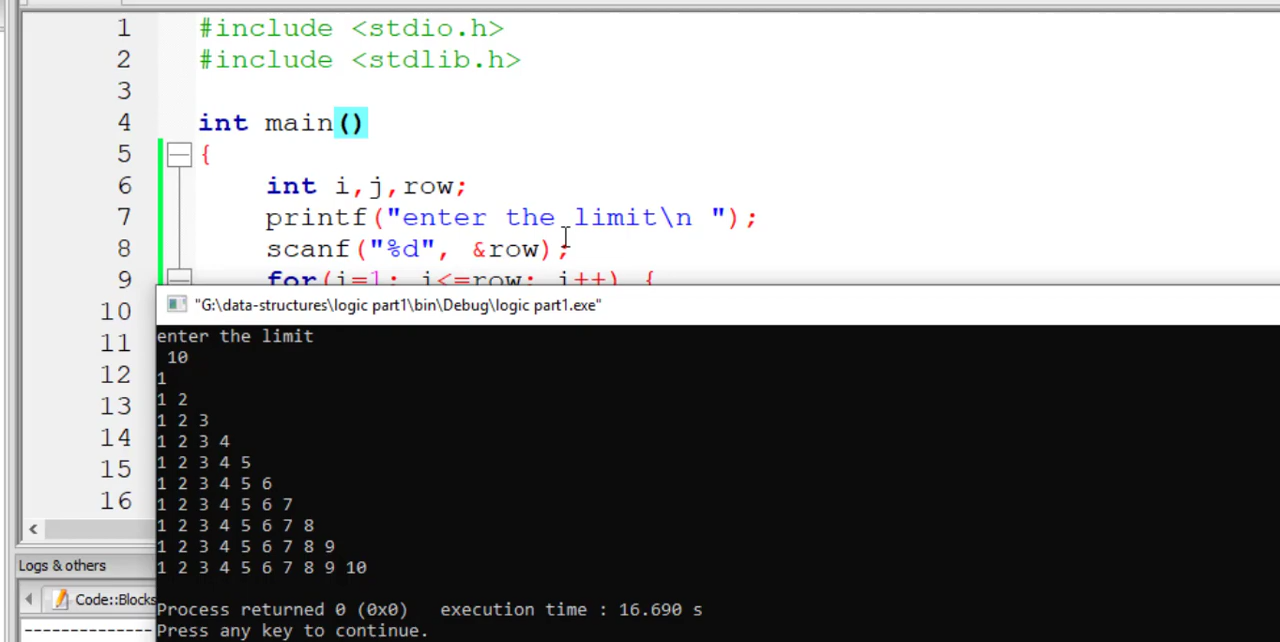 1 #include <stdio.h>
2 #include <stdlib.h>
3
4 int main()
5 {
6 int i,j,row;
7 printf("enter the limit\n ");
8 scanf("%d", &row);
9 for(i=1; i<=row; i++) {
10
11
12
13
14
15
16
"G:\data-structures\logic part1\bin\Debug\logic part1.exe"
enter the limit
10
1
1 2
1 2 3
1 2 3 4
1 2 3 4 5
1 2 3 4 5 6
1 2 3 4 5 6 7
1 2 3 4 5 6 7 8
1 2 3 4 5 6 7 8 9
1 2 3 4 5 6 7 8 9 10
Process returned 0 (0x0)   execution time : 16.690 s
Press any key to continue.
Logs & others
Code::Blocks
--------------